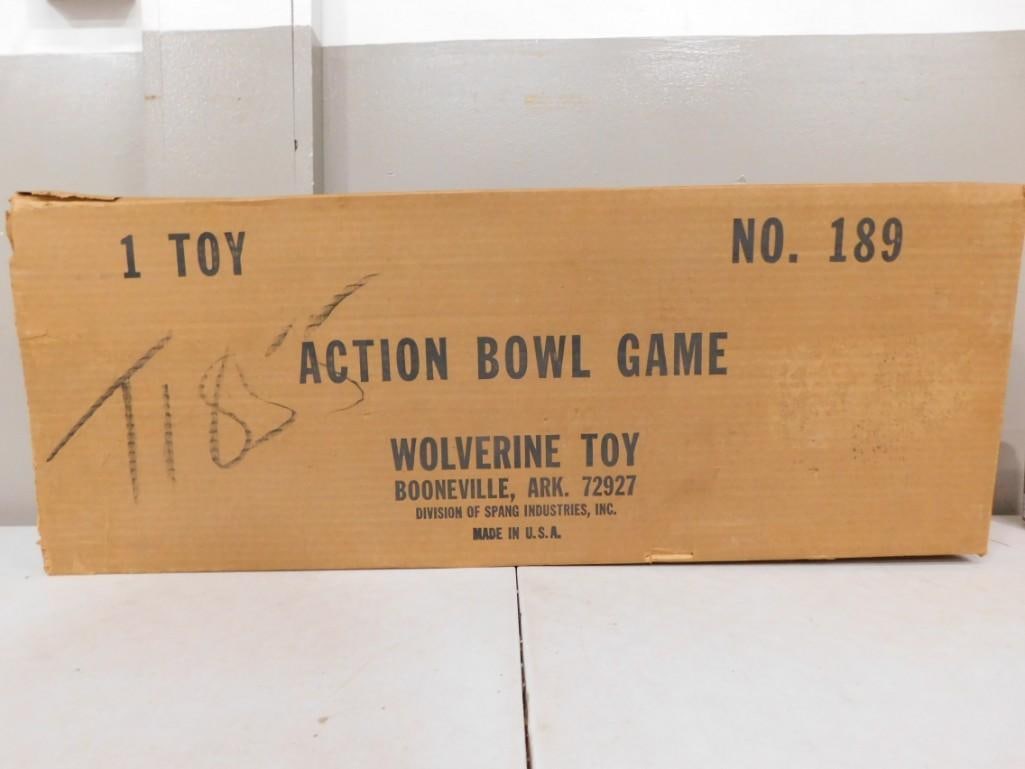 1 TOY NO. 189
ACTION BOWL GAME
WOLVERINE TOY
BOONEVILLE, ARK. 72927
DIVISION OF SPANG INDUSTRIES, INC.
MADE IN U.S.A.